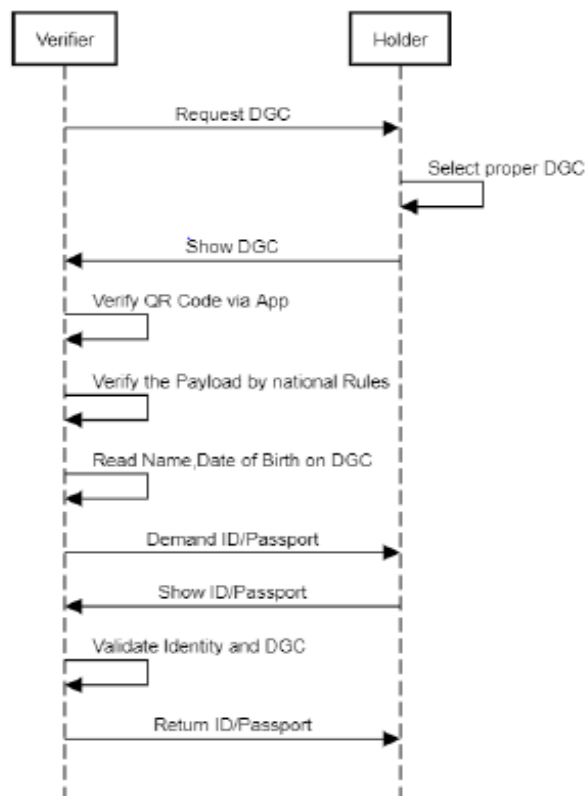 Verifier
Holder
Request DGC
Select proper DGC
Show DGC
Verify QR Code via App
Verify the Payload by national Rules
Read Name,Date of Birth on DGC
Demand ID/Passport
Show ID/Passport
Validate Identity and DGC
Return ID/Passport